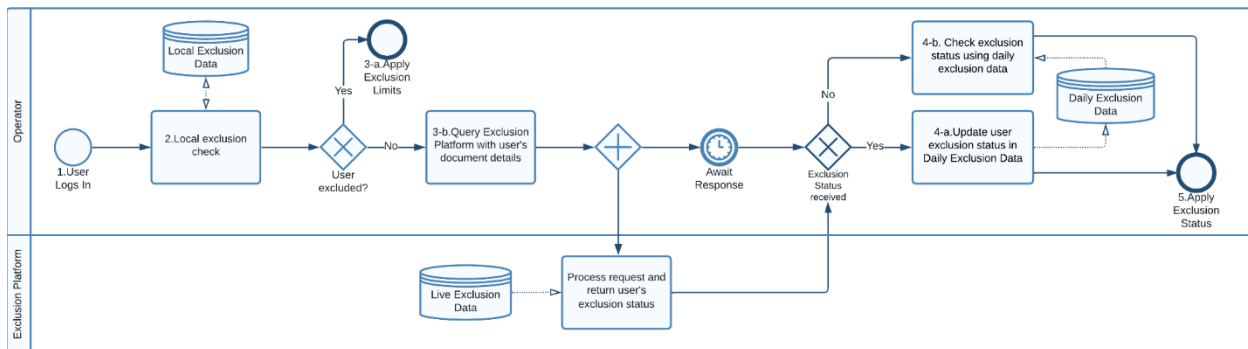 Operator
1.User
Logs In
Local Exclusion
Data
2.Local exclusion
check
Yes
3-a.Apply
Exclusion
Limits
User
excluded?
No
3-b.Query Exclusion
Platform with user's
document details
Await
Response
Exclusion
Status
received
No
Yes
4-b. Check exclusion
status using daily
exclusion data
Daily Exclusion
Data
4-a.Update user
exclusion status in
Daily Exclusion Data
5.Apply
Exclusion
Status
Exclusion Platform
Live Exclusion
Data
Process request and
return user's
exclusion status